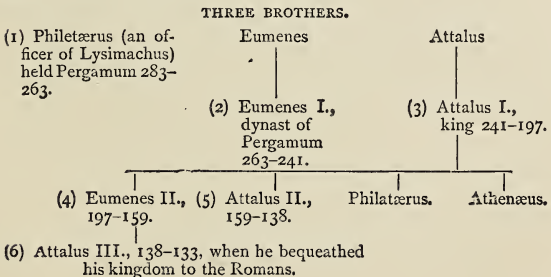 THREE BROTHERS.
(1) Philetærus (an of-
ficer of Lysimachus)
held Pergamum 283–
263.
Eumenes
Attalus
(2) Eumenes I.,
dynast of
Pergamum
263–241.
(3) Attalus I.,
king 241–197.
(4) Eumenes II.,
197–159.
(5) Attalus II.,
159–138.
Philatærus.
Athenæus.
(6) Attalus III., 138–133, when he bequeathed
his kingdom to the Romans.